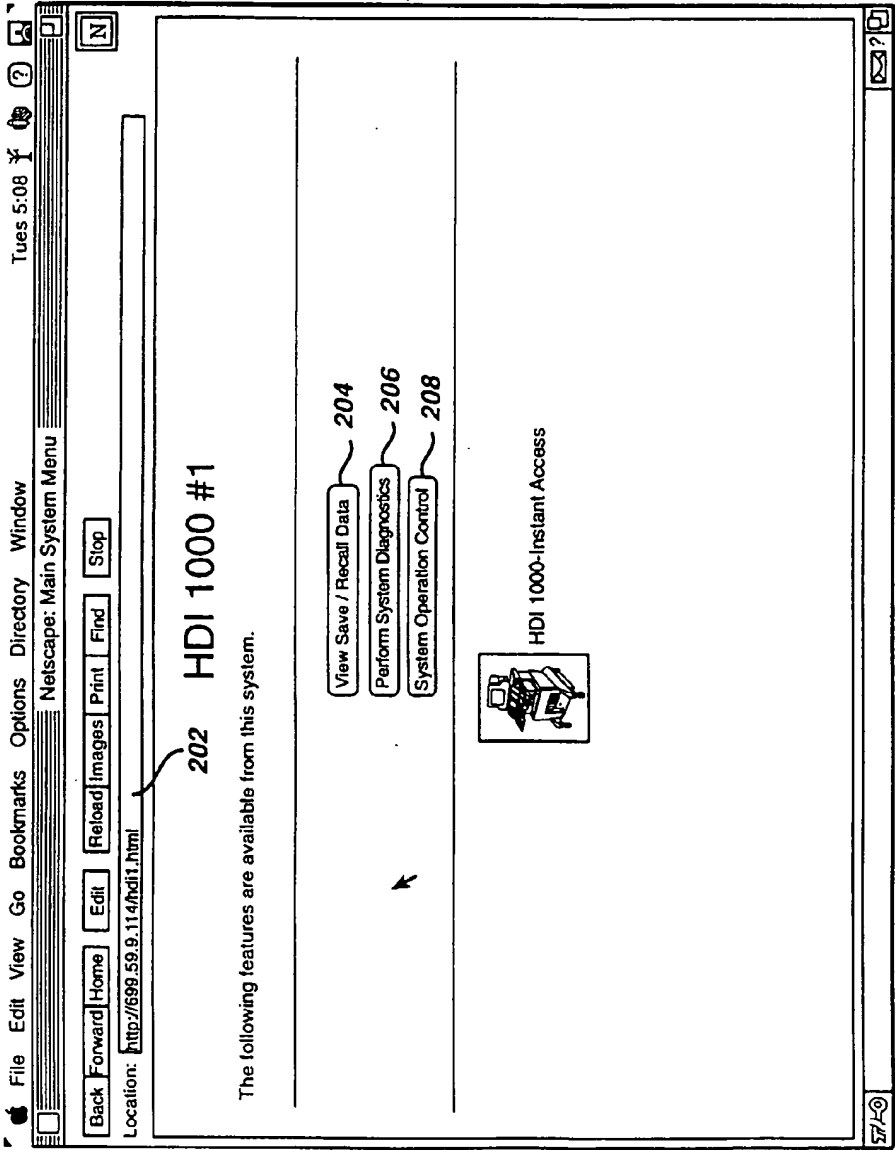 File Edit View Go Bookmarks Options Directory Window Tues 5:08 ?
Netscape: Main System Menu
Back Forward Home Edit Reload Images Print Find Stop N
Location: http://699.59.9.114/hdi1.html
202
HDI 1000 #1
The following features are available from this system.
View Save / Recall Data 204
Perform System Diagnostics 206
System Operation Control 208
HDI 1000-Instant Access
?